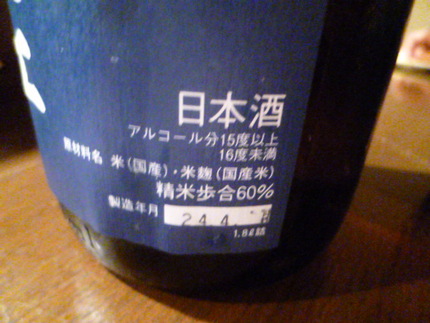 日本酒
アルコール分15度以上
16度未満
原材料名 米(国産)・米麹(国産米)
精米歩合60%
製造年月 24.4
1.8ℓ詰